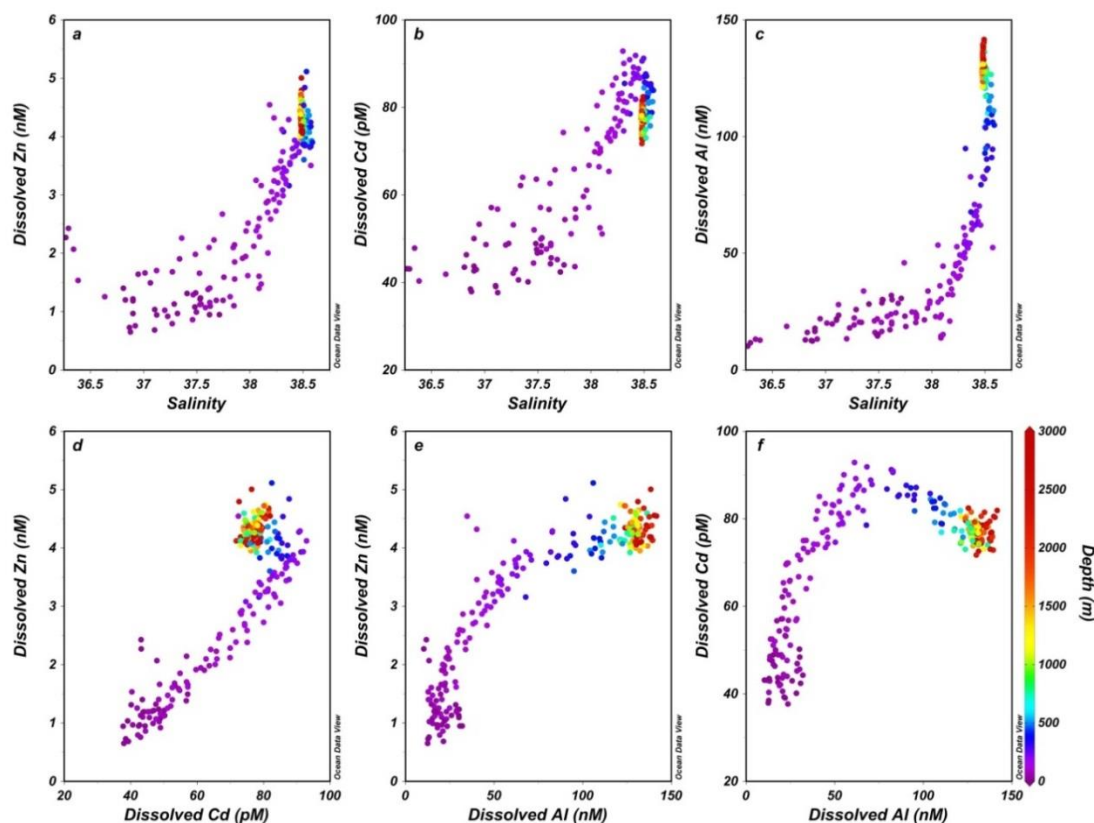 a
Dissolved Zn (nM)
6
5
4
3
2
1
0
36.5 37 37.5 38 38.5
Salinity
Ocean Data View
b
Dissolved Cd (pM)
100
80
60
40
20
36.5 37 37.5 38 38.5
Salinity
Ocean Data View
c
Dissolved Al (nM)
150
100
50
0
36.5 37 37.5 38 38.5
Salinity
Ocean Data View
d
Dissolved Zn (nM)
6
5
4
3
2
1
0
20 40 60 80 100
Dissolved Cd (pM)
Ocean Data View
e
Dissolved Zn (nM)
6
5
4
3
2
1
0
0 50 100 150
Dissolved Al (nM)
Ocean Data View
f
Dissolved Cd (pM)
100
80
60
40
20
0 50 100 150
Dissolved Al (nM)
Ocean Data View
3000
2500
2000
1500
1000
500
0
Depth (m)